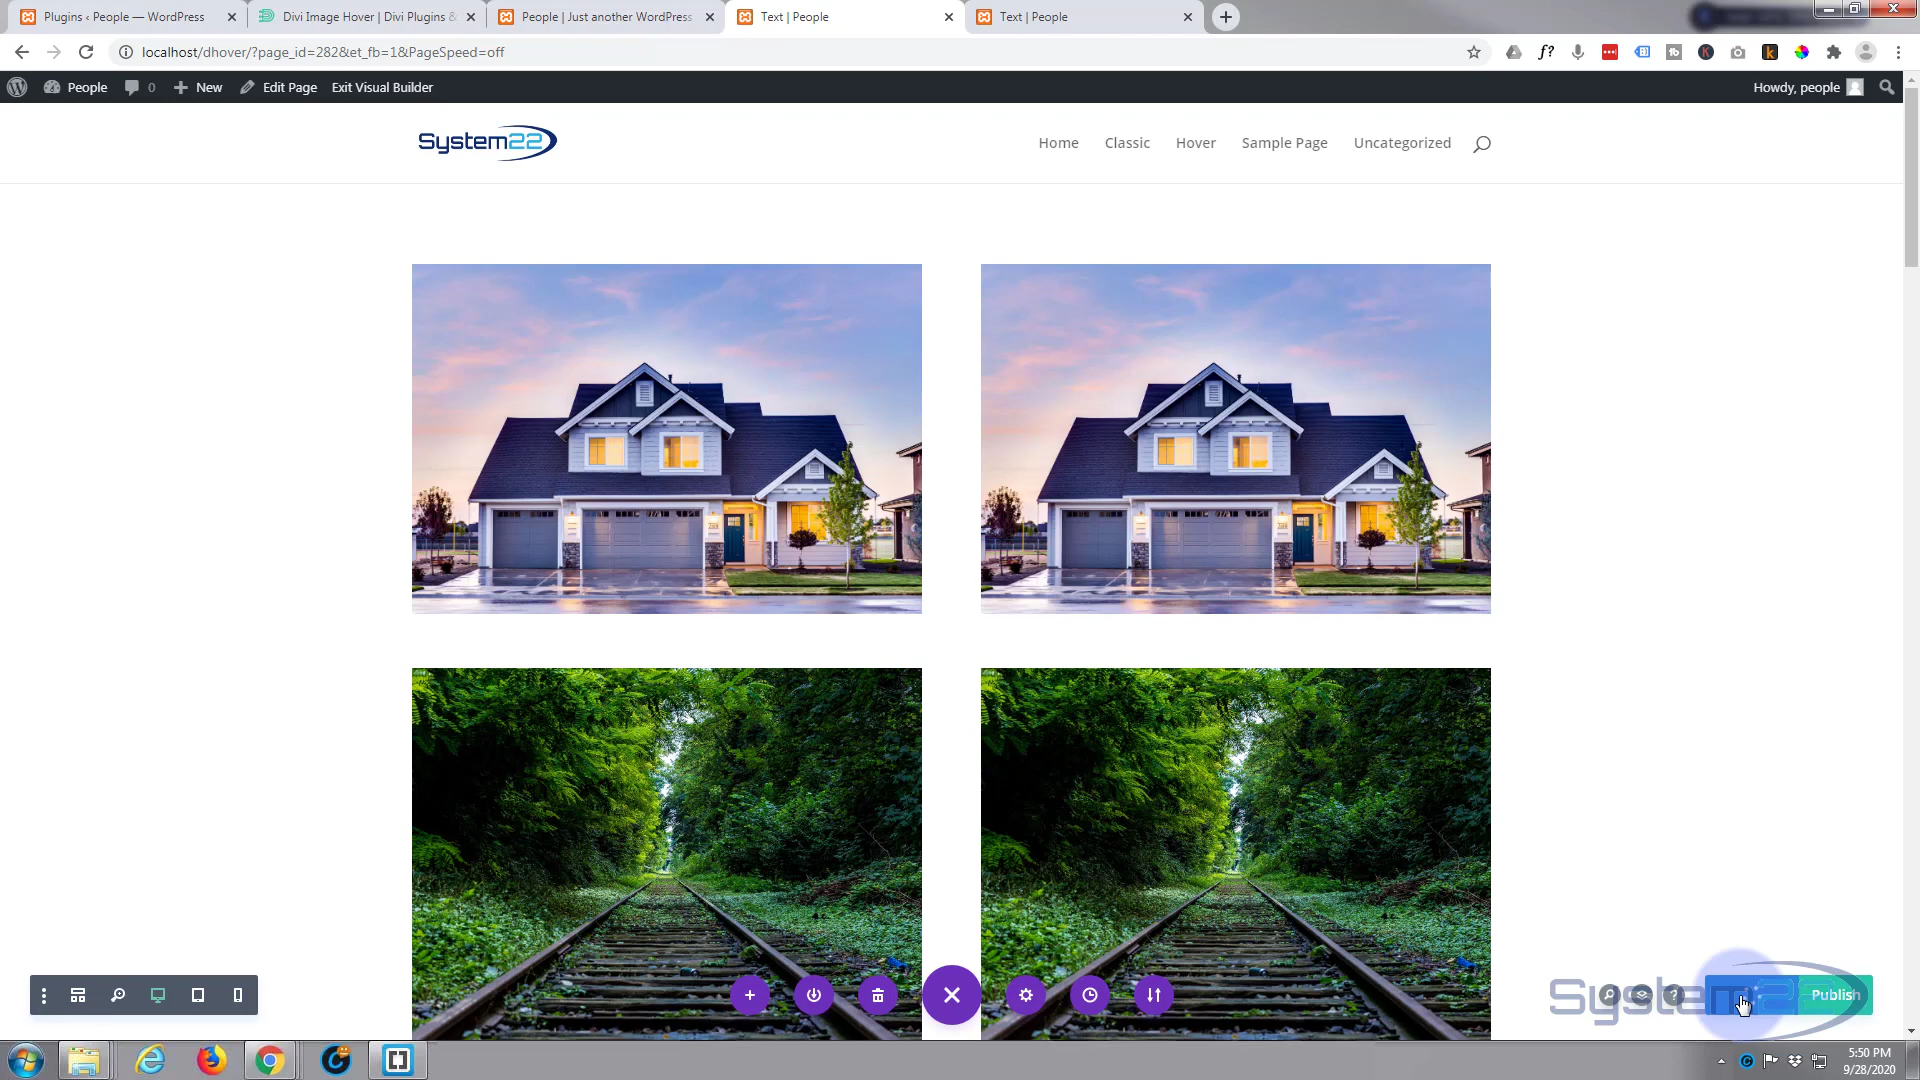 Plugins ‹ People — WordPress
Divi Image Hover | Divi Plugins &
People | Just another WordPress
Text | People
Text | People
localhost/dhover/?page_id=282&et_fb=1&PageSpeed=off
People
0
New
Edit Page
Exit Visual Builder
Howdy, people
System22
Home
Classic
Hover
Sample Page
Uncategorized
System22
Publish
5:50 PM
9/28/2020